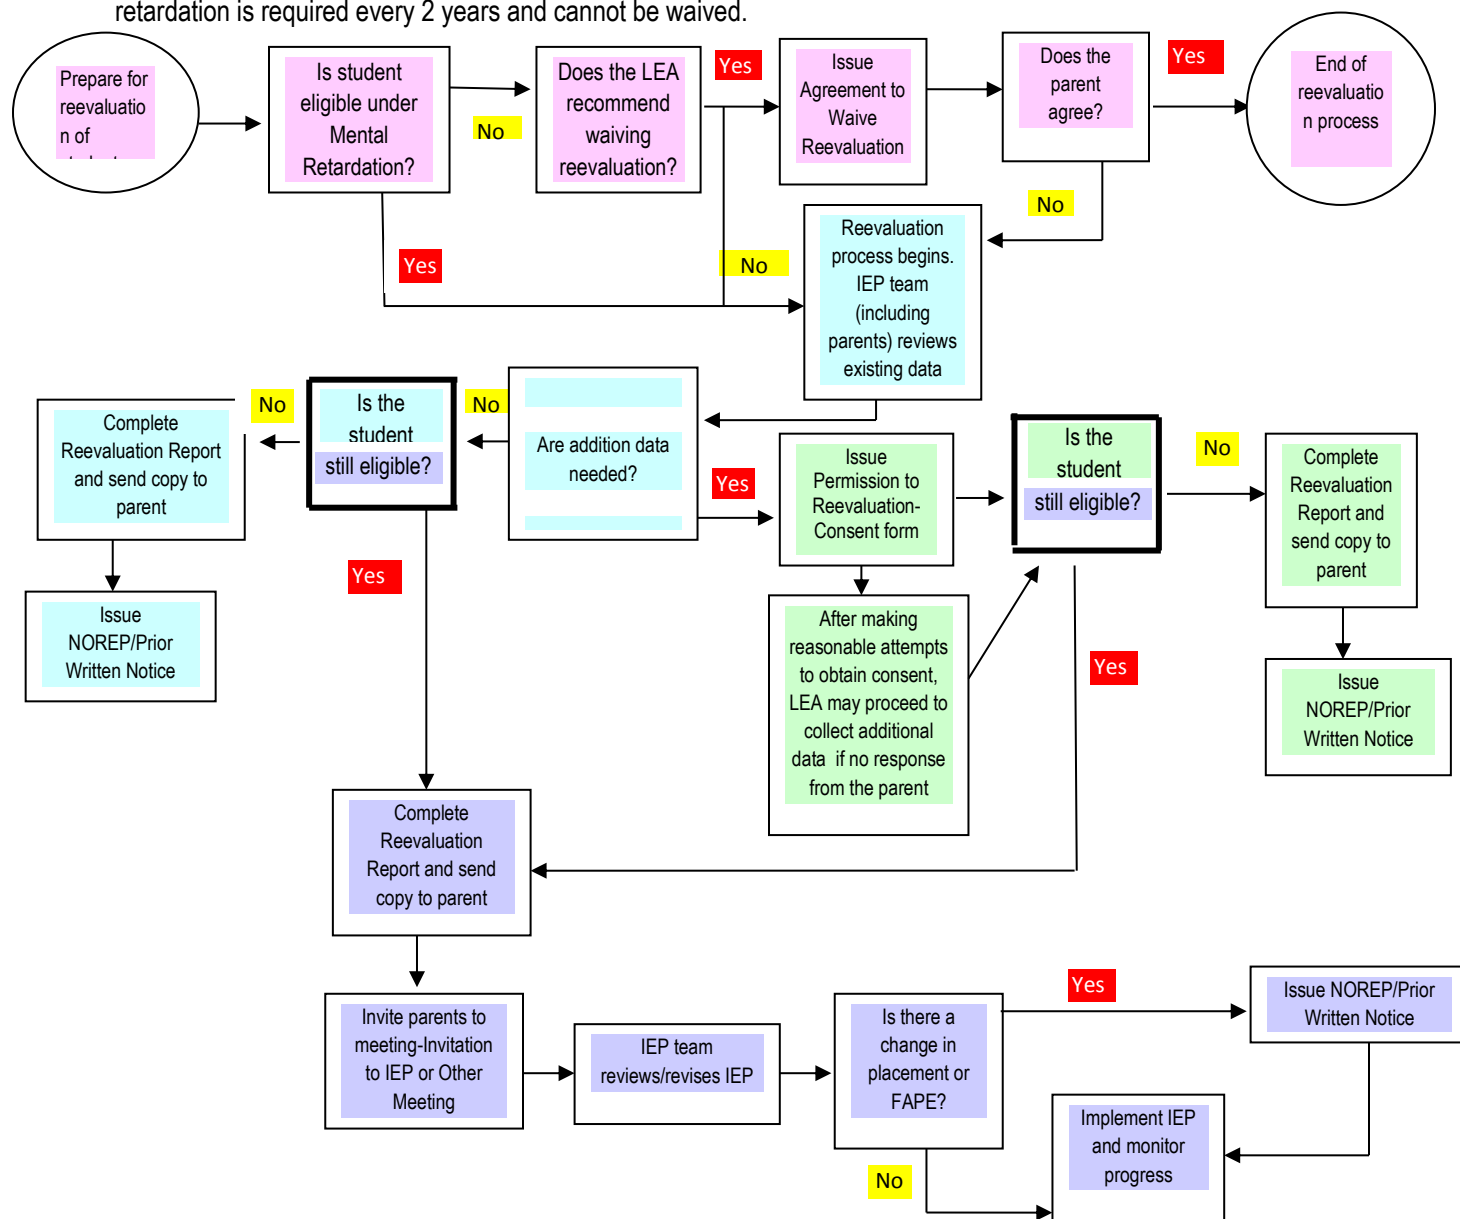 retardation is required every 2 years and cannot be waived.
Prepare for
reevaluatio
n of
Is student
eligible under
Mental
Retardation?
No
Does the LEA
recommend
waiving
reevaluation?
Yes
Issue
Agreement to
Waive
Reevaluation
Does the
parent
agree?
Yes
End of
reevaluatio
n process
Yes
No
No
Reevaluation
process begins.
IEP team
(including
parents) reviews
existing data
Complete
Reevaluation Report
and send copy to
parent
No
Is the
student
still eligible?
No
Are addition data
needed?
Yes
Issue
Permission to
Reevaluation-
Consent form
Is the
student
still eligible?
No
Complete
Reevaluation
Report and
send copy to
parent
Issue
NOREP/Prior
Written Notice
Yes
After making
reasonable attempts
to obtain consent,
LEA may proceed to
collect additional
data if no response
from the parent
Yes
Issue
NOREP/Prior
Written Notice
Complete
Reevaluation
Report and send
copy to parent
Invite parents to
meeting-Invitation
to IEP or Other
Meeting
IEP team
reviews/revises IEP
Is there a
change in
placement or
FAPE?
Yes
Issue NOREP/Prior
Written Notice
No
Implement IEP
and monitor
progress